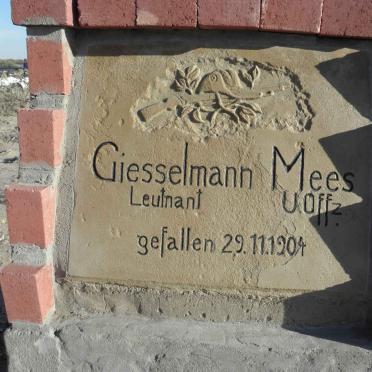 Giesselmann Mees
Leutnant U.Offz.
gefallen 29.11.1904